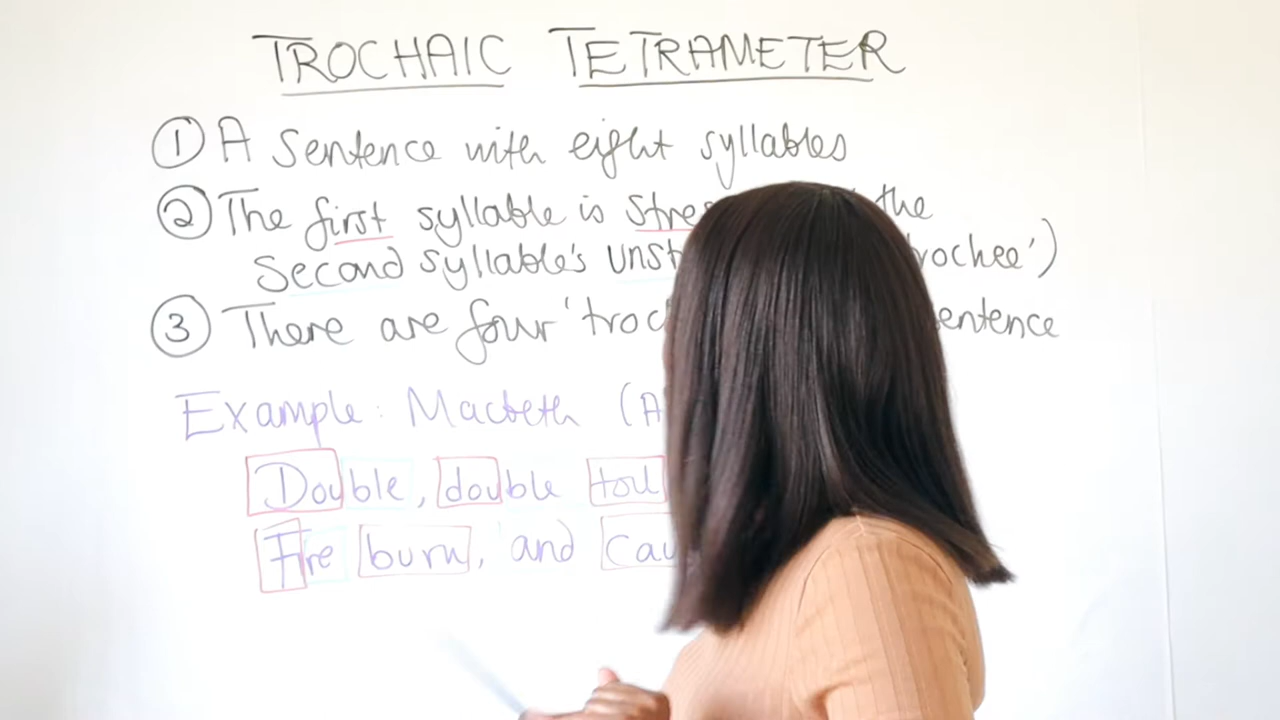 TROCHAIC TETRAMETER
① A sentence with eight syllables
② The first syllable is stre the
second syllable's unst rochee')
③ There are four 'troc entence
Example: Macbeth (A
Double, double toil
Fire burn, and cau